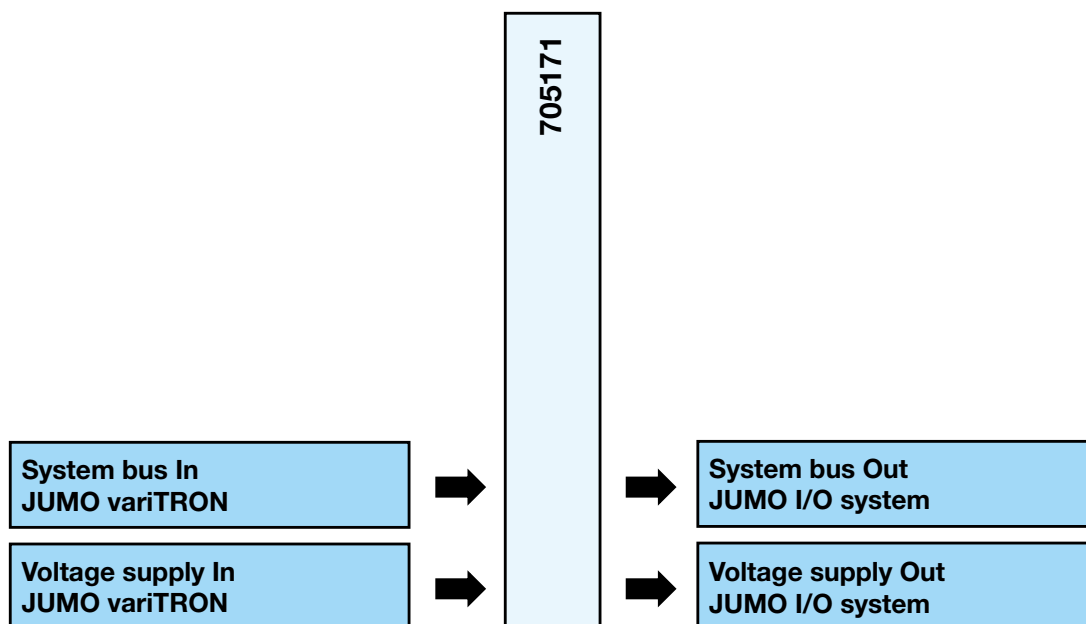 705171
System bus In
JUMO variTRON
System bus Out
JUMO I/O system
Voltage supply In
JUMO variTRON
Voltage supply Out
JUMO I/O system